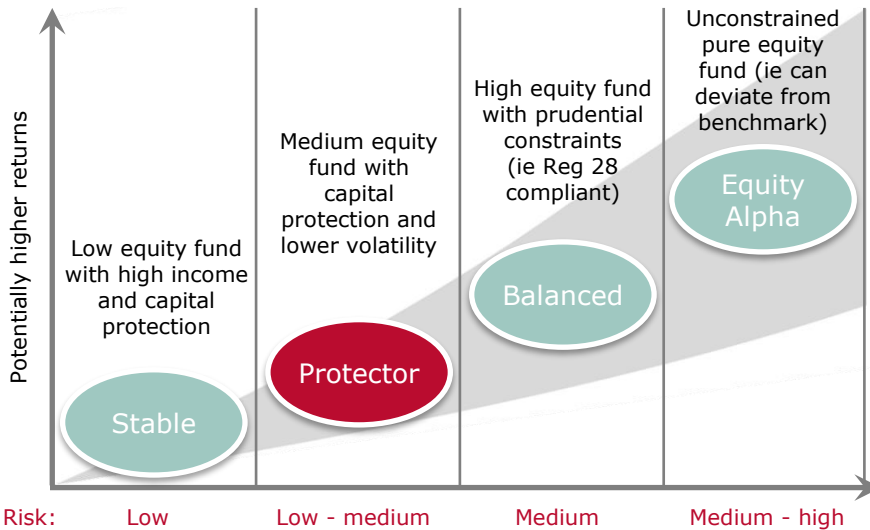 Potentially higher returns
Low equity fund
with high income
and capital
protection
Stable
Medium equity
fund with
capital
protection and
lower volatility
Protector
High equity fund
with prudential
constraints
(ie Reg 28
compliant)
Balanced
Unconstrained
pure equity
fund (ie can
deviate from
benchmark)
Equity
Alpha
Risk: Low Low - medium Medium Medium - high